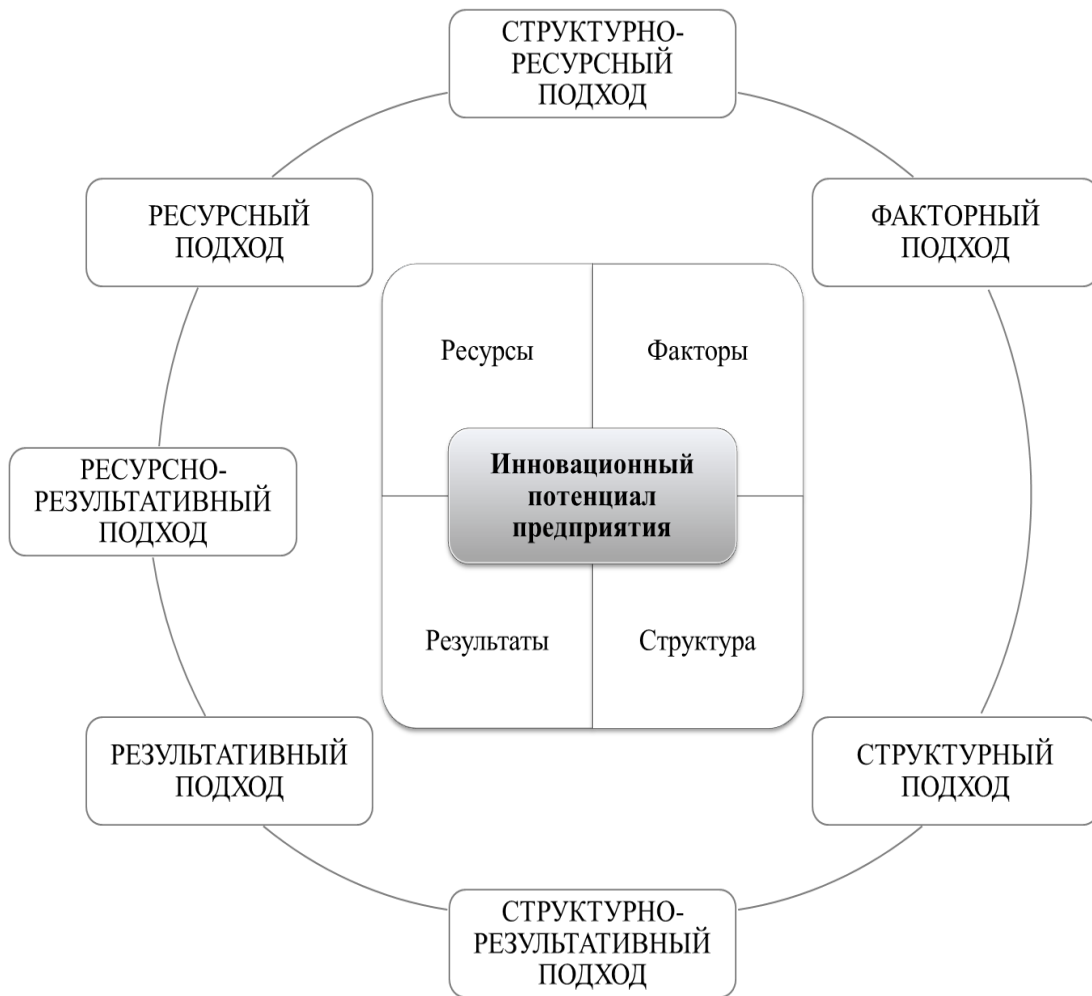 СТРУКТУРНО-
РЕСУРСНЫЙ
ПОДХОД
РЕСУРСНЫЙ
ПОДХОД
ФАКТОРНЫЙ
ПОДХОД
Ресурсы
Факторы
РЕСУРСНО-
РЕЗУЛЬТАТИВНЫЙ
ПОДХОД
Инновационный
потенциал
предприятия
Результаты
Структура
РЕЗУЛЬТАТИВНЫЙ
ПОДХОД
СТРУКТУРНЫЙ
ПОДХОД
СТРУКТУРНО-
РЕЗУЛЬТАТИВНЫЙ
ПОДХОД